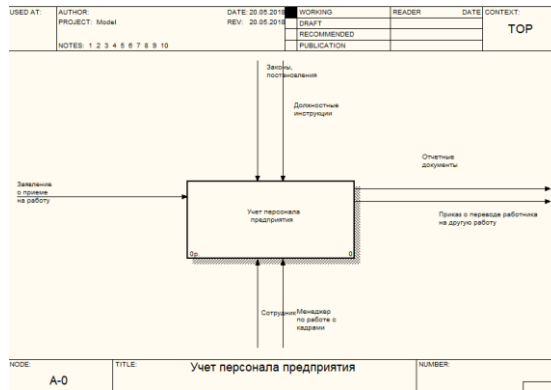 USED AT:
AUTHOR:
DATE: 20.05.2018
WORKING
READER
DATE
CONTEXT:
PROJECT: Model
REV: 20.05.2018
DRAFT
TOP
RECOMMENDED
NOTES: 1 2 3 4 5 6 7 8 9 10
PUBLICATION
Законы,
постановления
Должностные
инструкции
Отчетные
документы
Заявление
о приеме
на работу
Учет персонала
предприятия
Приказ о переводе работника
на другую работу
0р.
0
Сотрудник
Менеджер
по работе с
кадрами
NODE:
TITLE:
NUMBER:
Учет персонала предприятия
A-0